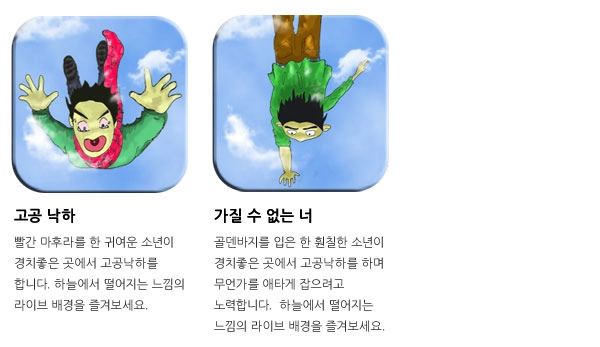 고공 낙하
빨간 마후라를 한 귀여운 소년이
경치좋은 곳에서 고공낙하를
합니다. 하늘에서 떨어지는 느낌의
라이브 배경을 즐겨보세요.
가질 수 없는 너
골덴바지를 입은 한 훤칠한 소년이
경치좋은 곳에서 고공낙하를 하며
무언가를 애타게 잡으려고
노력합니다.  하늘에서 떨어지는
느낌의 라이브 배경을 즐겨보세요.